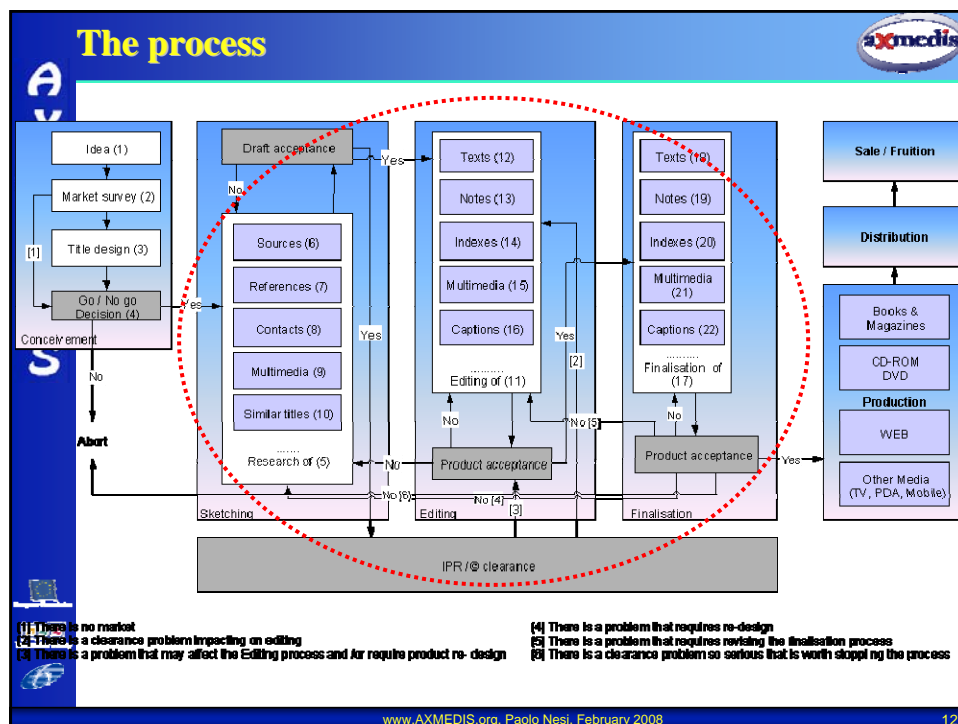 The process
axmedis
A
Idea (1)
Market survey (2)
[1]
Title design (3)
Go / No go
Decision (4)
Conceivement
No
Abort
Yes
Draft acceptance
No
Yes
Sources (6)
References (7)
Contacts (8)
Multimedia (9)
Similar titles (10)
.......
Research of (5)
Sketching
Yes
Texts (12)
Notes (13)
Indexes (14)
Multimedia (15)
Captions (16)
..........
Editing of (11)
No
Product acceptance
No
Yes
[2]
[3]
Editing
No [6]
No [4]
No [5]
Texts (18)
Notes (19)
Indexes (20)
Multimedia
(21)
Captions (22)
..........
Finalisation of
(17)
No
Product acceptance
Yes
Finalisation
Sale / Fruition
Distribution
Books &
Magazines
CD-ROM
DVD
Production
WEB
Other Media
(TV, PDA, Mobile)
IPR / © clearance
[1] There is no market
[2] There is a clearance problem impacting on editing
[3] There is a problem that may affect the Editing process and /or require product re- design
[4] There is a problem that requires re-design
[5] There is a problem that requires revising the finalisation process
[6] There is a clearance problem so serious that is worth stopping the process
www.AXMEDIS.org, Paolo Nesi, February 2008
12